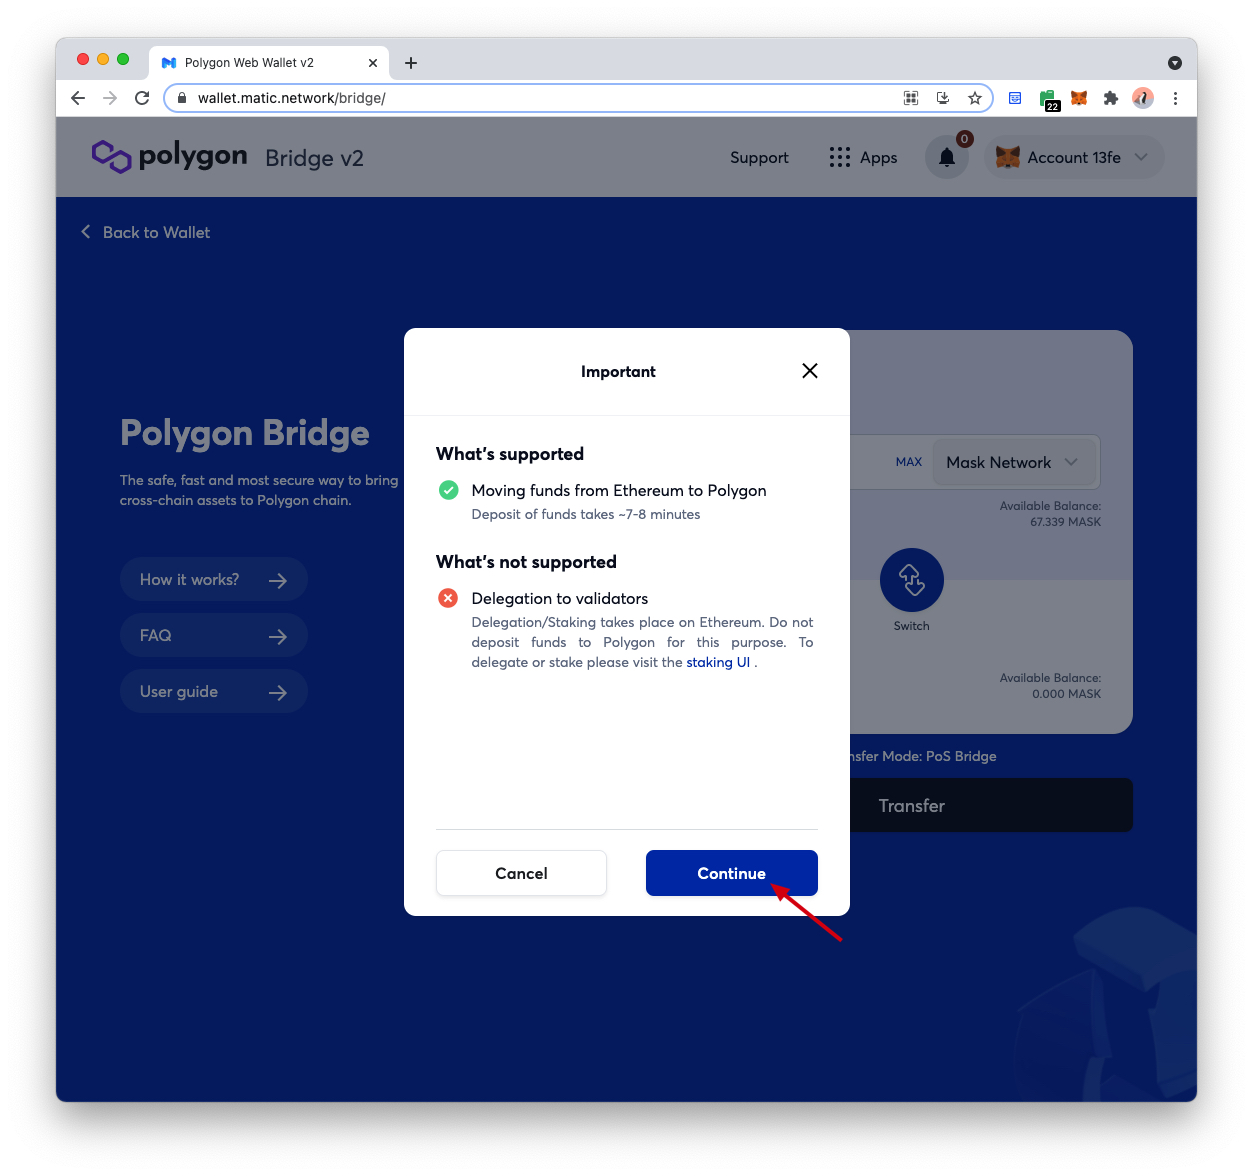 Polygon Web Wallet v2
wallet.matic.network/bridge/
22
polygon Bridge v2
Support
Apps
0
Account 13fe
Back to Wallet
Polygon Bridge
The safe, fast and most secure way to bring
cross-chain assets to Polygon chain.
How it works?
FAQ
User guide
Important
What's supported
Moving funds from Ethereum to Polygon
Deposit of funds takes ~7-8 minutes
What's not supported
Delegation to validators
Delegation/Staking takes place on Ethereum. Do not
deposit funds to Polygon for this purpose. To
delegate or stake please visit the staking UI .
Cancel
Continue
MAX
Mask Network
Available Balance:
67.339 MASK
Switch
Available Balance:
0.000 MASK
Mode: PoS Bridge
Transfer